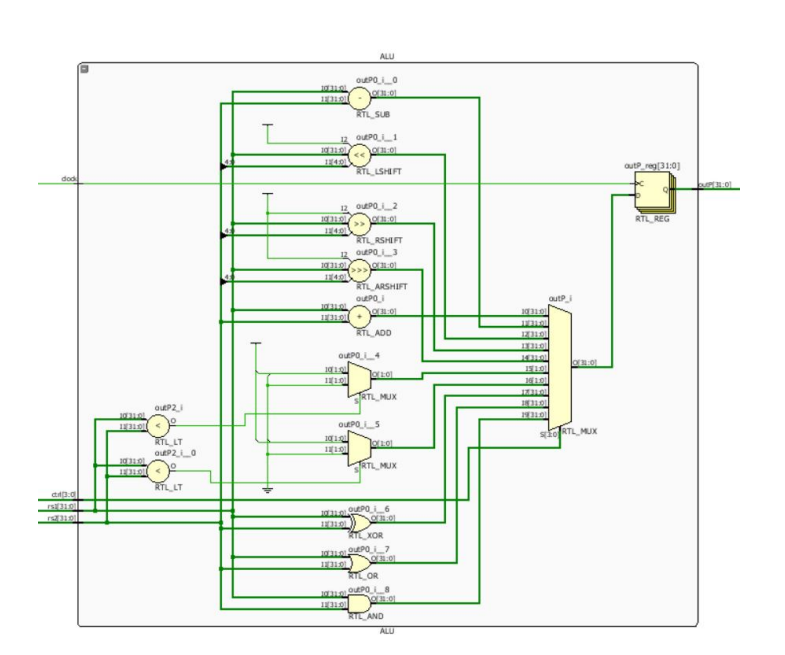 ALU
outP0_i__0
I0[31:0]
I1[31:0]
O[31:0]
-
RTL_SUB
outP0_i__1
I2
I0[31:0]
I1[4:0]
O[31:0]
<<
4:0
RTL_LSHIFT
clock
outP_reg[31:0]
C
D
Q
outP[31:0]
RTL_REG
outP0_i__2
I2
I0[31:0]
I1[4:0]
O[31:0]
>>
4:0
RTL_RSHIFT
outP0_i__3
I2
I0[31:0]
I1[4:0]
O[31:0]
>>>
4:0
RTL_ARSHIFT
outP0_i
I0[31:0]
I1[31:0]
O[31:0]
+
RTL_ADD
outP_i
I0[31:0]
I1[31:0]
I2[31:0]
I3[31:0]
I4[31:0]
I5[1:0]
I6[1:0]
I7[31:0]
I8[31:0]
I9[31:0]
O[31:0]
S[3:0]
RTL_MUX
outP0_i__4
I0[1:0]
I1[1:0]
O[1:0]
S
RTL_MUX
outP2_i
I0[31:0]
I1[31:0]
O
<
RTL_LT
outP0_i__5
I0[1:0]
I1[1:0]
O[1:0]
S
RTL_MUX
outP2_i__0
I0[31:0]
I1[31:0]
O
<
RTL_LT
ctrl[3:0]
rs1[31:0]
rs2[31:0]
outP0_i__6
I0[31:0]
I1[31:0]
O[31:0]
RTL_XOR
outP0_i__7
I0[31:0]
I1[31:0]
O[31:0]
RTL_OR
outP0_i__8
I0[31:0]
I1[31:0]
O[31:0]
RTL_AND
ALU